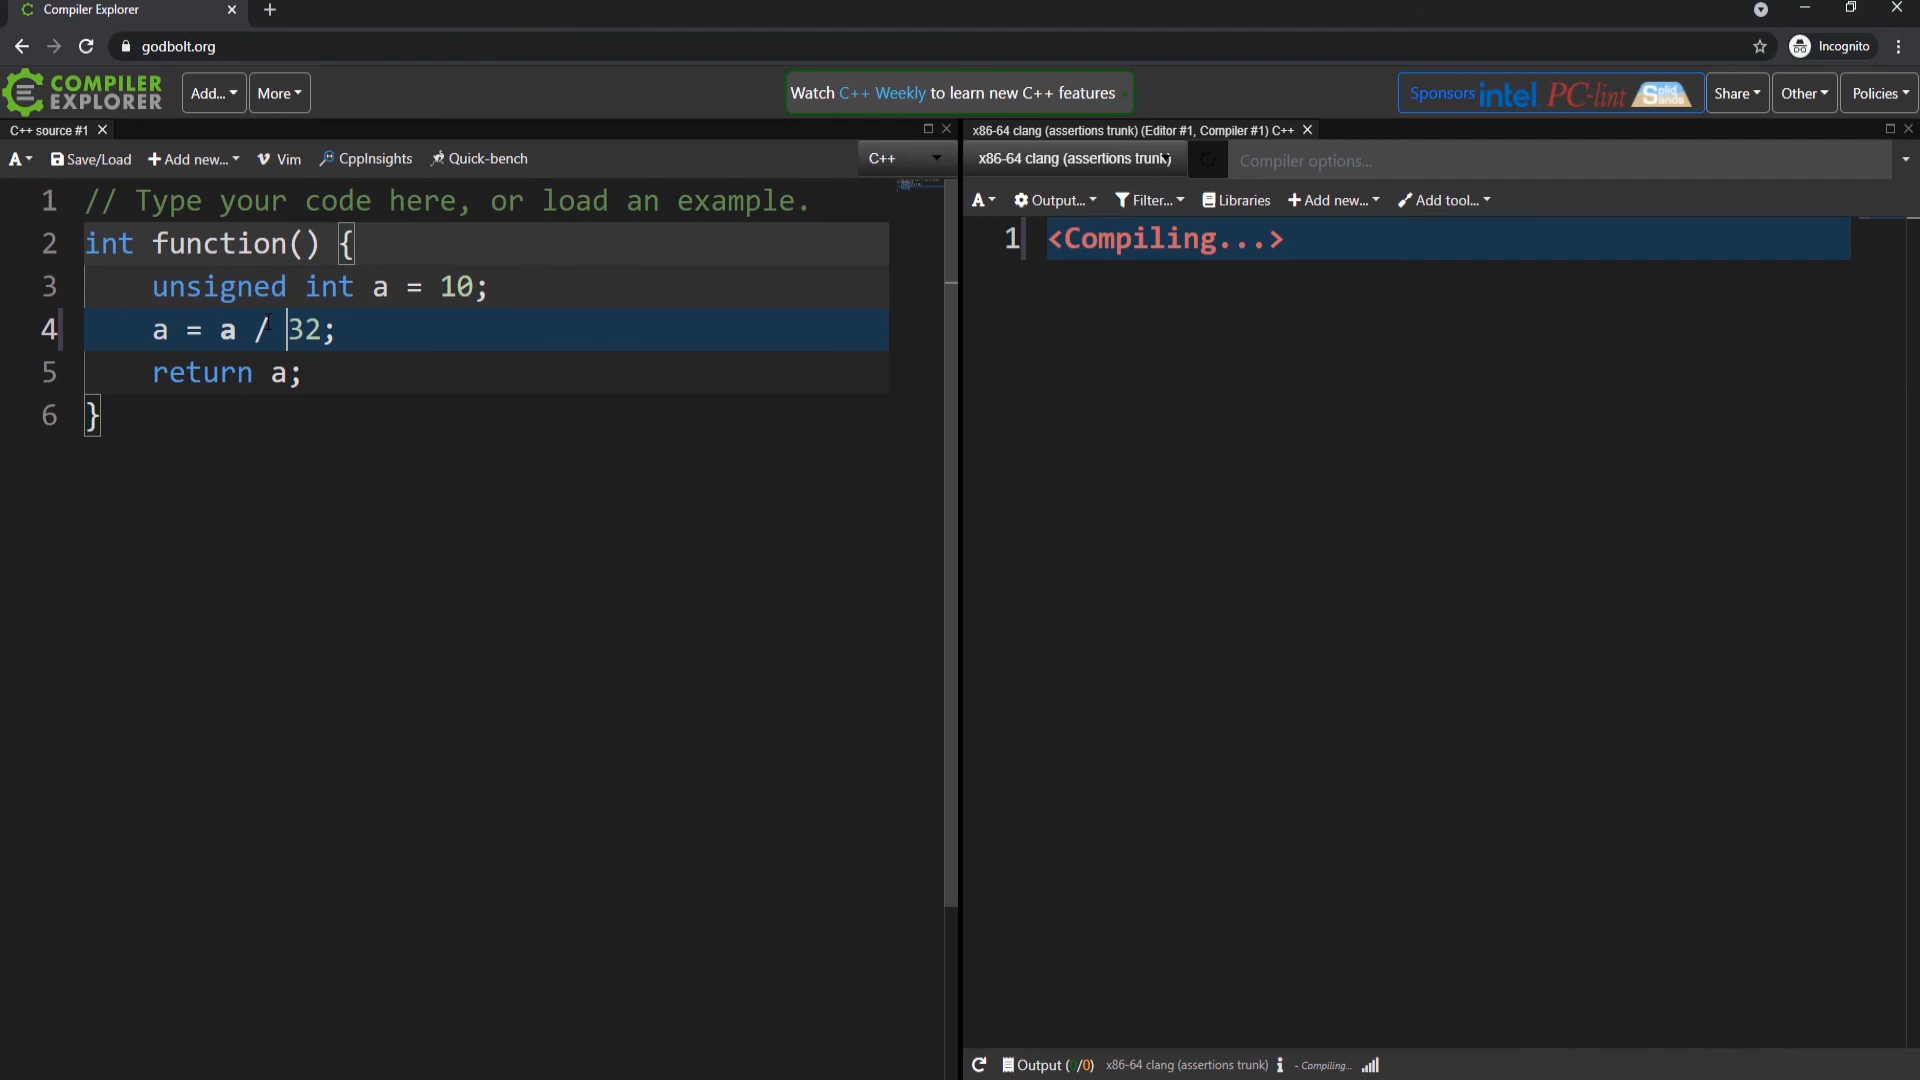 Compiler Explorer
godbolt.org
Incognito
COMPILER
EXPLORER
Add...
More
Watch C++ Weekly to learn new C++ features
Sponsors intel PC-lint Solid Sands
Share
Other
Policies
C++ source #1
A
Save/Load
+ Add new...
Vim
CppInsights
Quick-bench
C++
1 // Type your code here, or load an example.
2 int function() {
3 unsigned int a = 10;
4 a = a / 32;
5 return a;
6 }
x86-64 clang (assertions trunk) (Editor #1, Compiler #1) C++
x86-64 clang (assertions trunk)
Compiler options...
A
Output...
Filter...
Libraries
+ Add new...
Add tool...
1 <Compiling...>
Output (0/0) x86-64 clang (assertions trunk) i - Compiling...